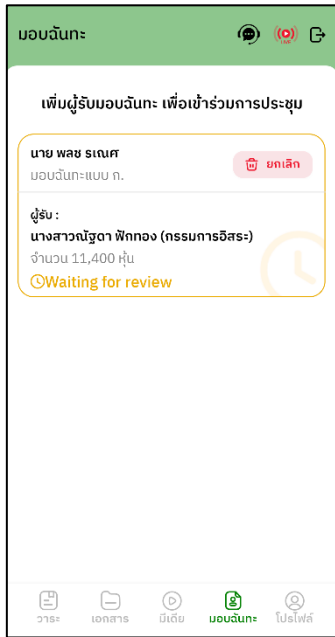 มอบฉันทะ
LIVE
เพิ่มผู้รับมอบฉันทะ เพื่อเข้าร่วมการประชุม
นาย พลช ธเณศ
ยกเลิก
มอบฉันทะแบบ ก.
ผู้รับ :
นางสาวณัฐดา ฟักทอง (กรรมการอิสระ)
จำนวน 11,400 หุ้น
Waiting for review
วาระ เอกสาร มีเดีย มอบฉันทะ โปรไฟล์